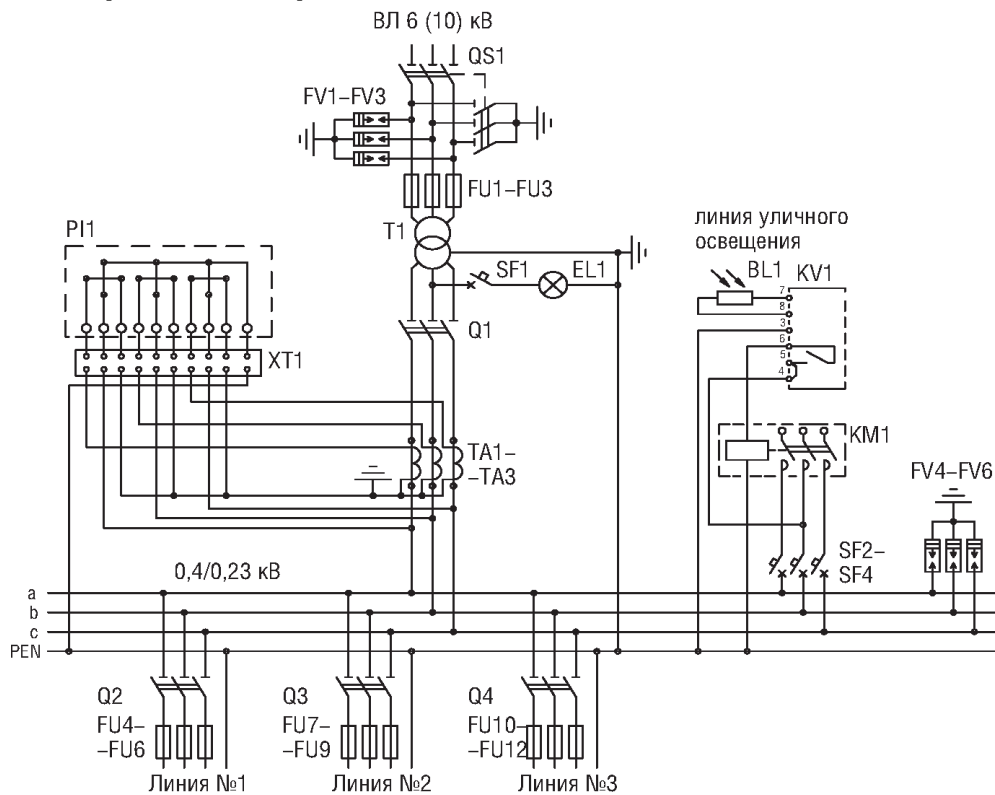 ВЛ 6 (10) кВ
QS1
FV1–FV3
FU1–FU3
PI1
T1
линия уличного
освещения
SF1
EL1
BL1
KV1
7
8
3
6
5
4
Q1
XT1
KM1
TA1–
–TA3
FV4–FV6
SF2–
SF4
0,4/0,23 кВ
a
b
c
PEN
Q2
Q3
Q4
FU4–
–FU6
FU7–
–FU9
FU10–
–FU12
Линия №1
Линия №2
Линия №3